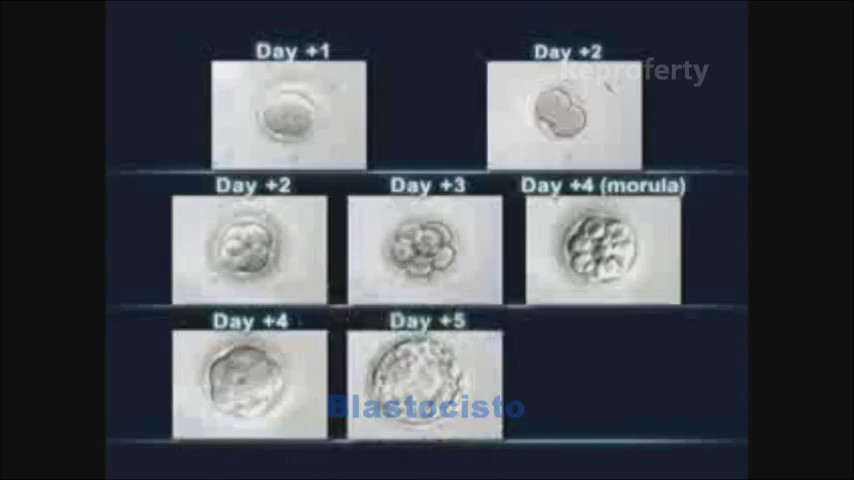 Day +1
Day +2
Reproferty
Day +2
Day +3
Day +4 (morula)
Day +4
Day +5
Blastocisto